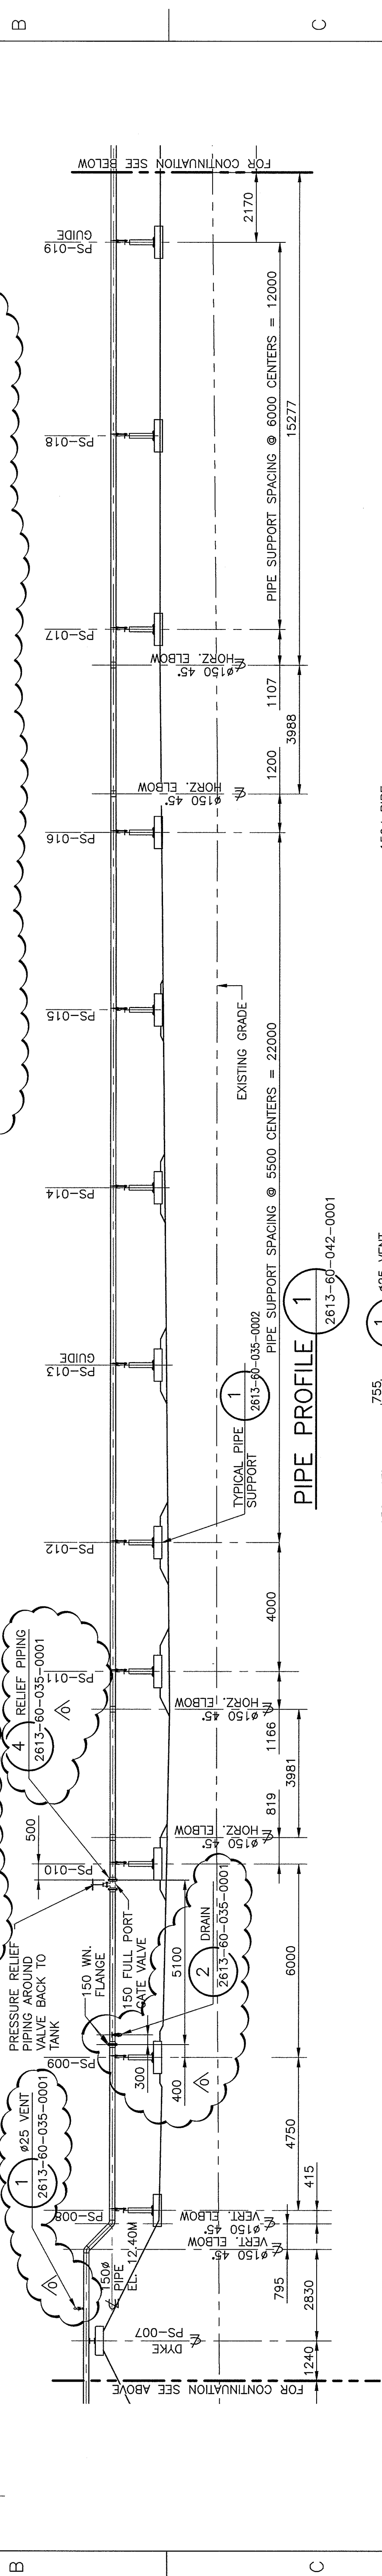 B
C
FOR CONTINUATION SEE BELOW
PS-019
GUIDE
2170
PS-018
PIPE SUPPORT SPACING @ 6000 CENTERS = 12000
15277
PS-017
ø150 45°
HORZ. ELBOW
1107
3988
1200
ø150 45°
HORZ. ELBOW
PS-016
PS-015
EXISTING GRADE
PIPE SUPPORT SPACING @ 5500 CENTERS = 22000
PS-014
PS-013
GUIDE
PIPE PROFILE
1
2613-60-042-0001
1
2613-60-035-0002
TYPICAL PIPE
SUPPORT
PS-012
4000
PS-011
4
RELIEF PIPING
2613-60-035-0001
0
ø150 45°
HORZ. ELBOW
1166
3981
819
ø150 45°
HORZ. ELBOW
500
PS-010
PRESSURE RELIEF
PIPING AROUND
VALVE BACK TO
TANK
150 WN.
FLANGE
150 FULL PORT
GATE VALVE
2
DRAIN
2613-60-035-0001
5100
6000
300
400
0
PS-009
4750
1
ø25 VENT
2613-60-035-0001
0
PS-008
415
ø150 45°
VERT. ELBOW
ø150 45°
VERT. ELBOW
795
150ø
℄ PIPE
EL. 12.40M
2830
DYKE
PS-007
1240
FOR CONTINUATION SEE ABOVE
1
ø25 VENT
755
B
C